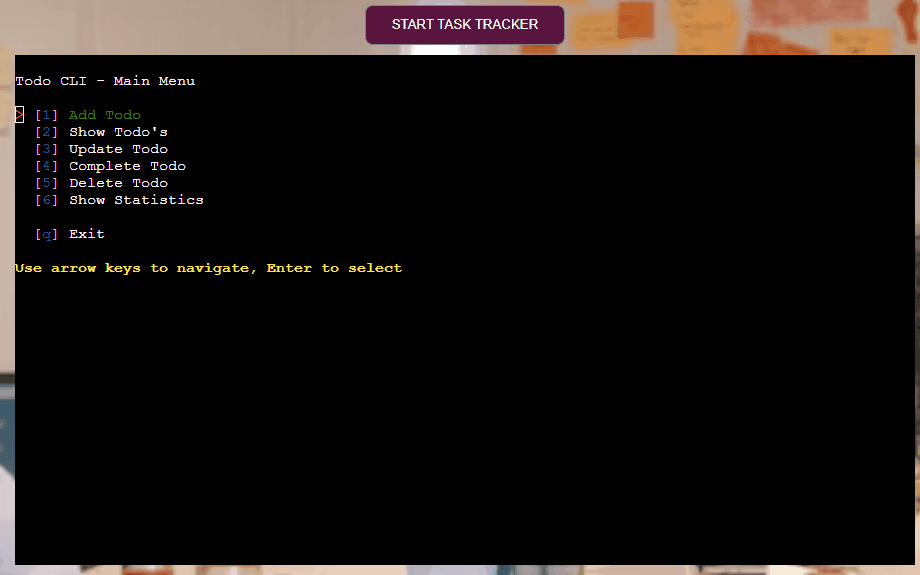 START TASK TRACKER
Todo CLI - Main Menu
> [1] Add Todo
[2] Show Todo's
[3] Update Todo
[4] Complete Todo
[5] Delete Todo
[6] Show Statistics
[q] Exit
Use arrow keys to navigate, Enter to select